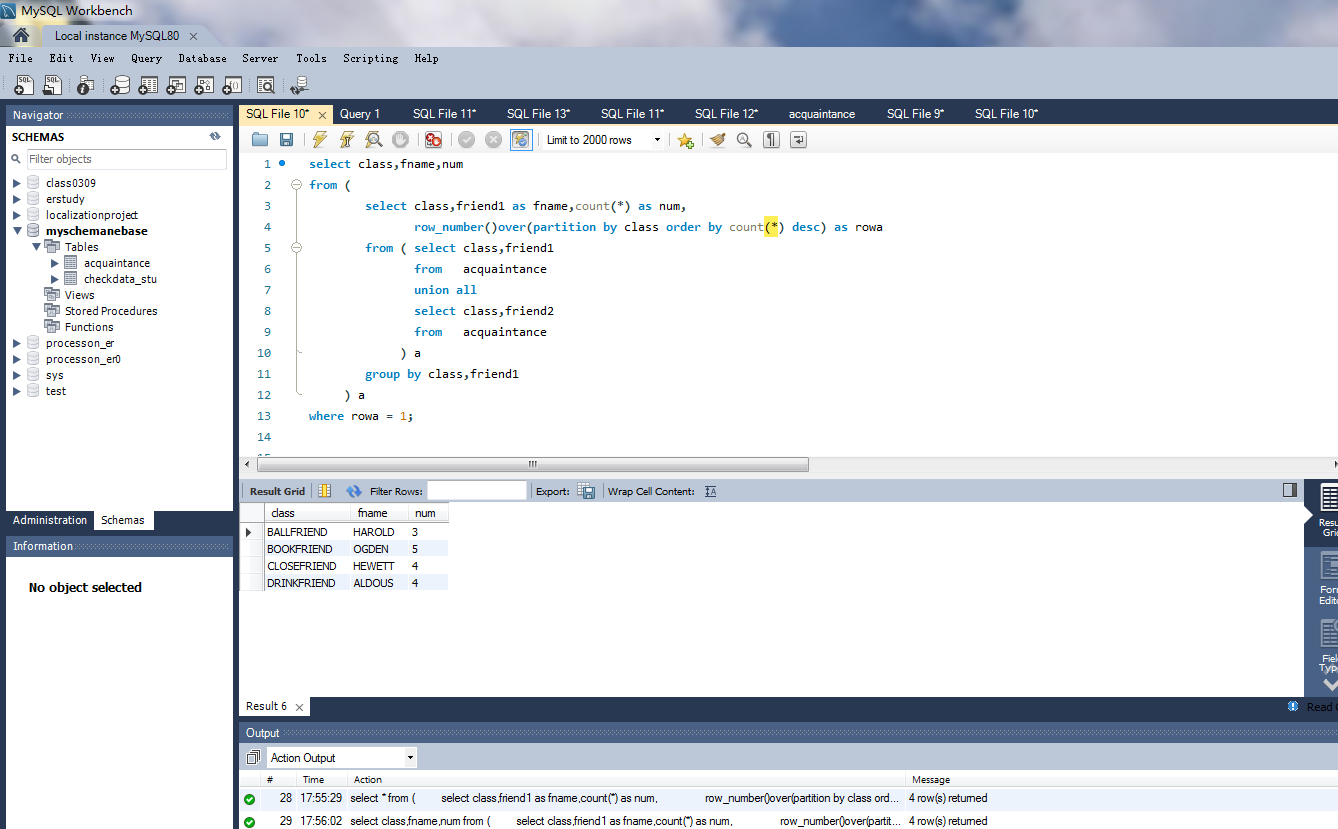 MySQL Workbench
Local instance MySQL80
File Edit View Query Database Server Tools Scripting Help
Navigator
SCHEMAS
Filter objects
class0309
erstudy
localizationproject
myschemanebase
Tables
acquaintance
checkdata_stu
Views
Stored Procedures
Functions
processon_er
processon_er0
sys
test
Administration Schemas
Information
No object selected
SQL File 10* Query 1 SQL File 11* SQL File 13* SQL File 11* SQL File 12* acquaintance SQL File 9* SQL File 10*
Limit to 2000 rows
1 select class,fname,num
2 from (
3 select class,friend1 as fname,count(*) as num,
4 row_number()over(partition by class order by count(*) desc) as rowa
5 from ( select class,friend1
6 from acquaintance
7 union all
8 select class,friend2
9 from acquaintance
10 ) a
11 group by class,friend1
12 ) a
13 where rowa = 1;
14
Result Grid Filter Rows: Export: Wrap Cell Content:
class fname num
BALLFRIEND HAROLD 3
BOOKFRIEND OGDEN 5
CLOSEFRIEND HEWETT 4
DRINKFRIEND ALDOUS 4
Result 6
Read
Output
Action Output
# Time Action Message
28 17:55:29 select * from ( select class,friend1 as fname,count(*) as num, row_number()over(partition by class ord... 4 row(s) returned
29 17:56:02 select class,fname,num from ( select class,friend1 as fname,count(*) as num, row_number()over(partit... 4 row(s) returned